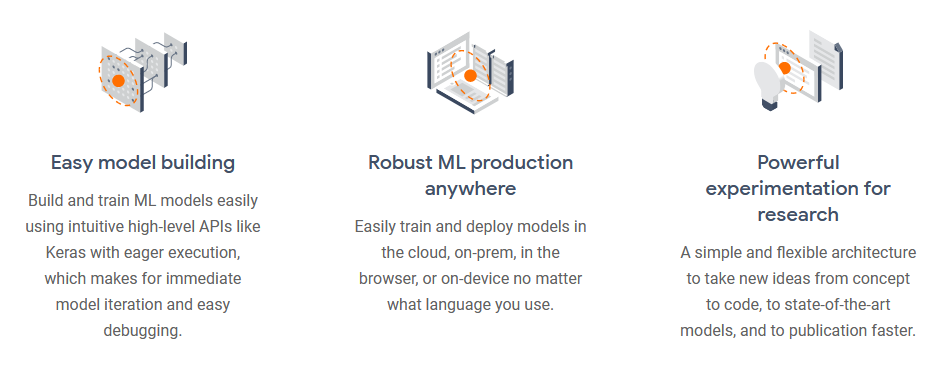 Easy model building
Build and train ML models easily
using intuitive high-level APIs like
Keras with eager execution,
which makes for immediate
model iteration and easy
debugging.
Robust ML production
anywhere
Easily train and deploy models in
the cloud, on-prem, in the
browser, or on-device no matter
what language you use.
Powerful
experimentation for
research
A simple and flexible architecture
to take new ideas from concept
to code, to state-of-the-art
models, and to publication faster.